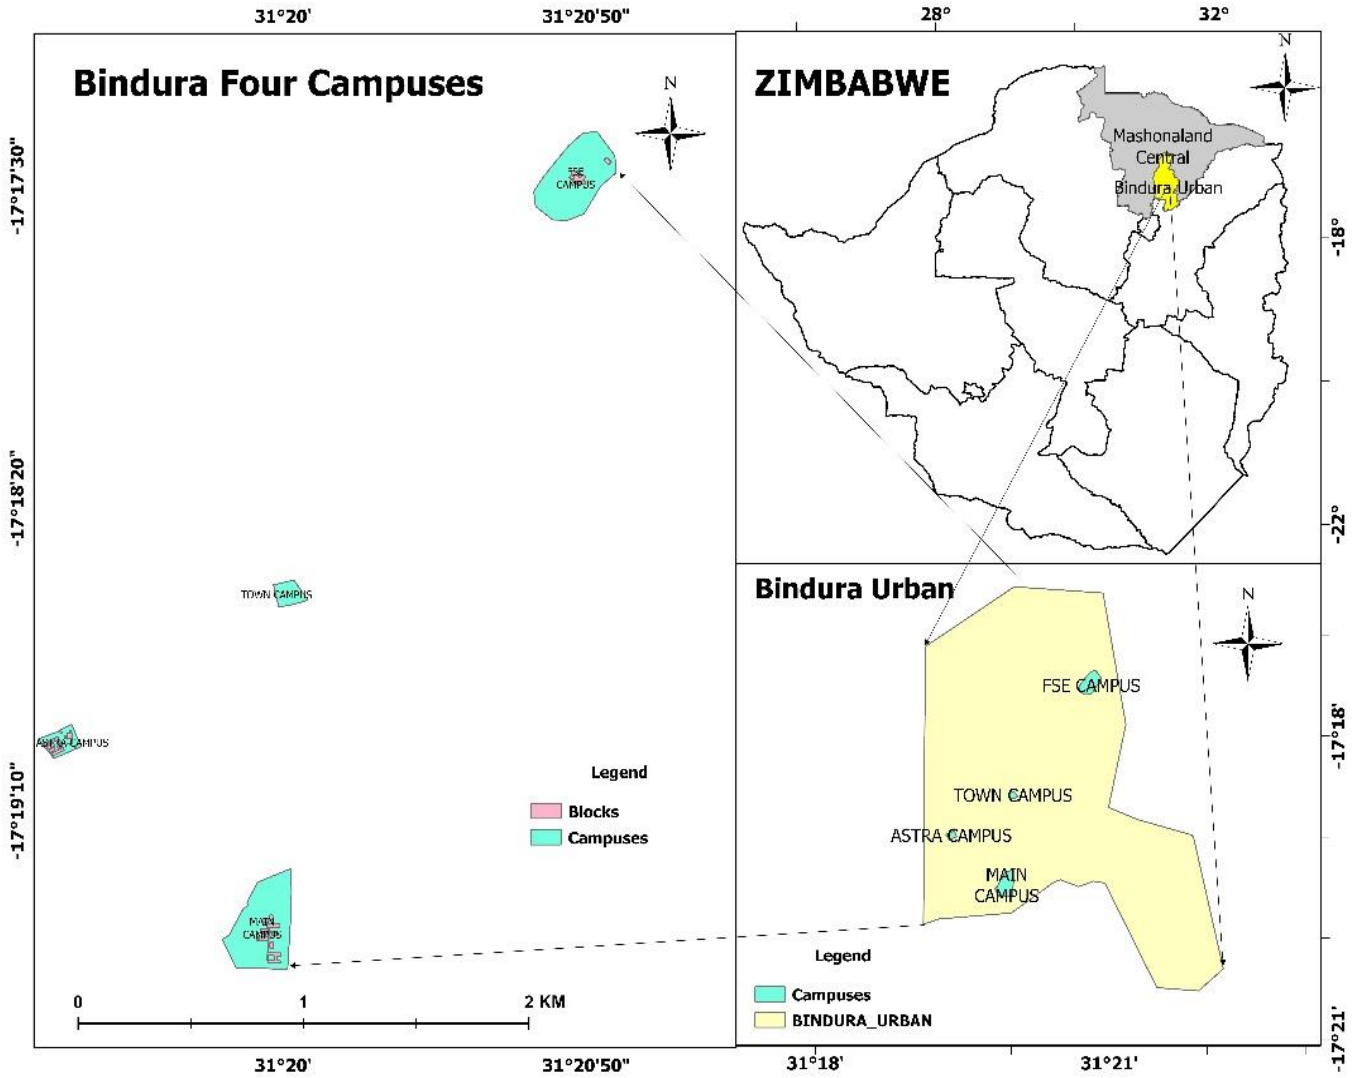 31°20'
31°20'50"
28°
32°
Bindura Four Campuses
N
ZIMBABWE
N
Mashonaland
Central
Bindura Urban
-17°17'30"
FSE
CAMPUS
-18°
-17°18'20"
-22°
TOWN CAMPUS
ASTRA CAMPUS
-17°19'10"
Legend
Blocks
Campuses
MAIN
CAMPUS
0
1
2 KM
31°20'
31°20'50"
Bindura Urban
N
FSE CAMPUS
-17°18'
TOWN CAMPUS
ASTRA CAMPUS
MAIN
CAMPUS
Legend
Campuses
BINDURA_URBAN
-17°21'
31°18'
31°21'